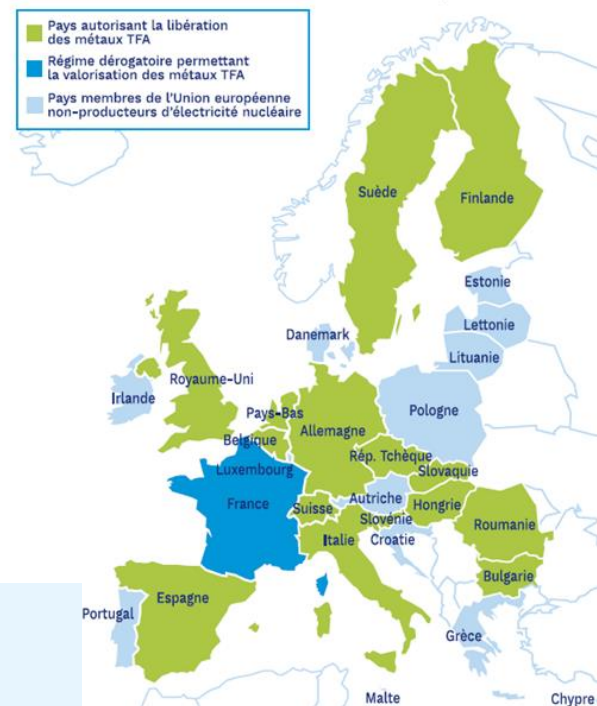 Pays autorisant la libération
des métaux TFA
Régime dérogatoire permettant
la valorisation des métaux TFA
Pays membres de l'Union européenne
non-producteurs d'électricité nucléaire
Suède
Finlande
Estonie
Lettonie
Lituanie
Danemark
Irlande
Royaume-Uni
Pays-Bas
Allemagne
Pologne
Belgique
Luxembourg
Rép. Tchèque
Slovaquie
France
Suisse
Autriche
Hongrie
Slovénie
Roumanie
Italie
Croatie
Bulgarie
Portugal
Espagne
Grèce
Malte
Chypre